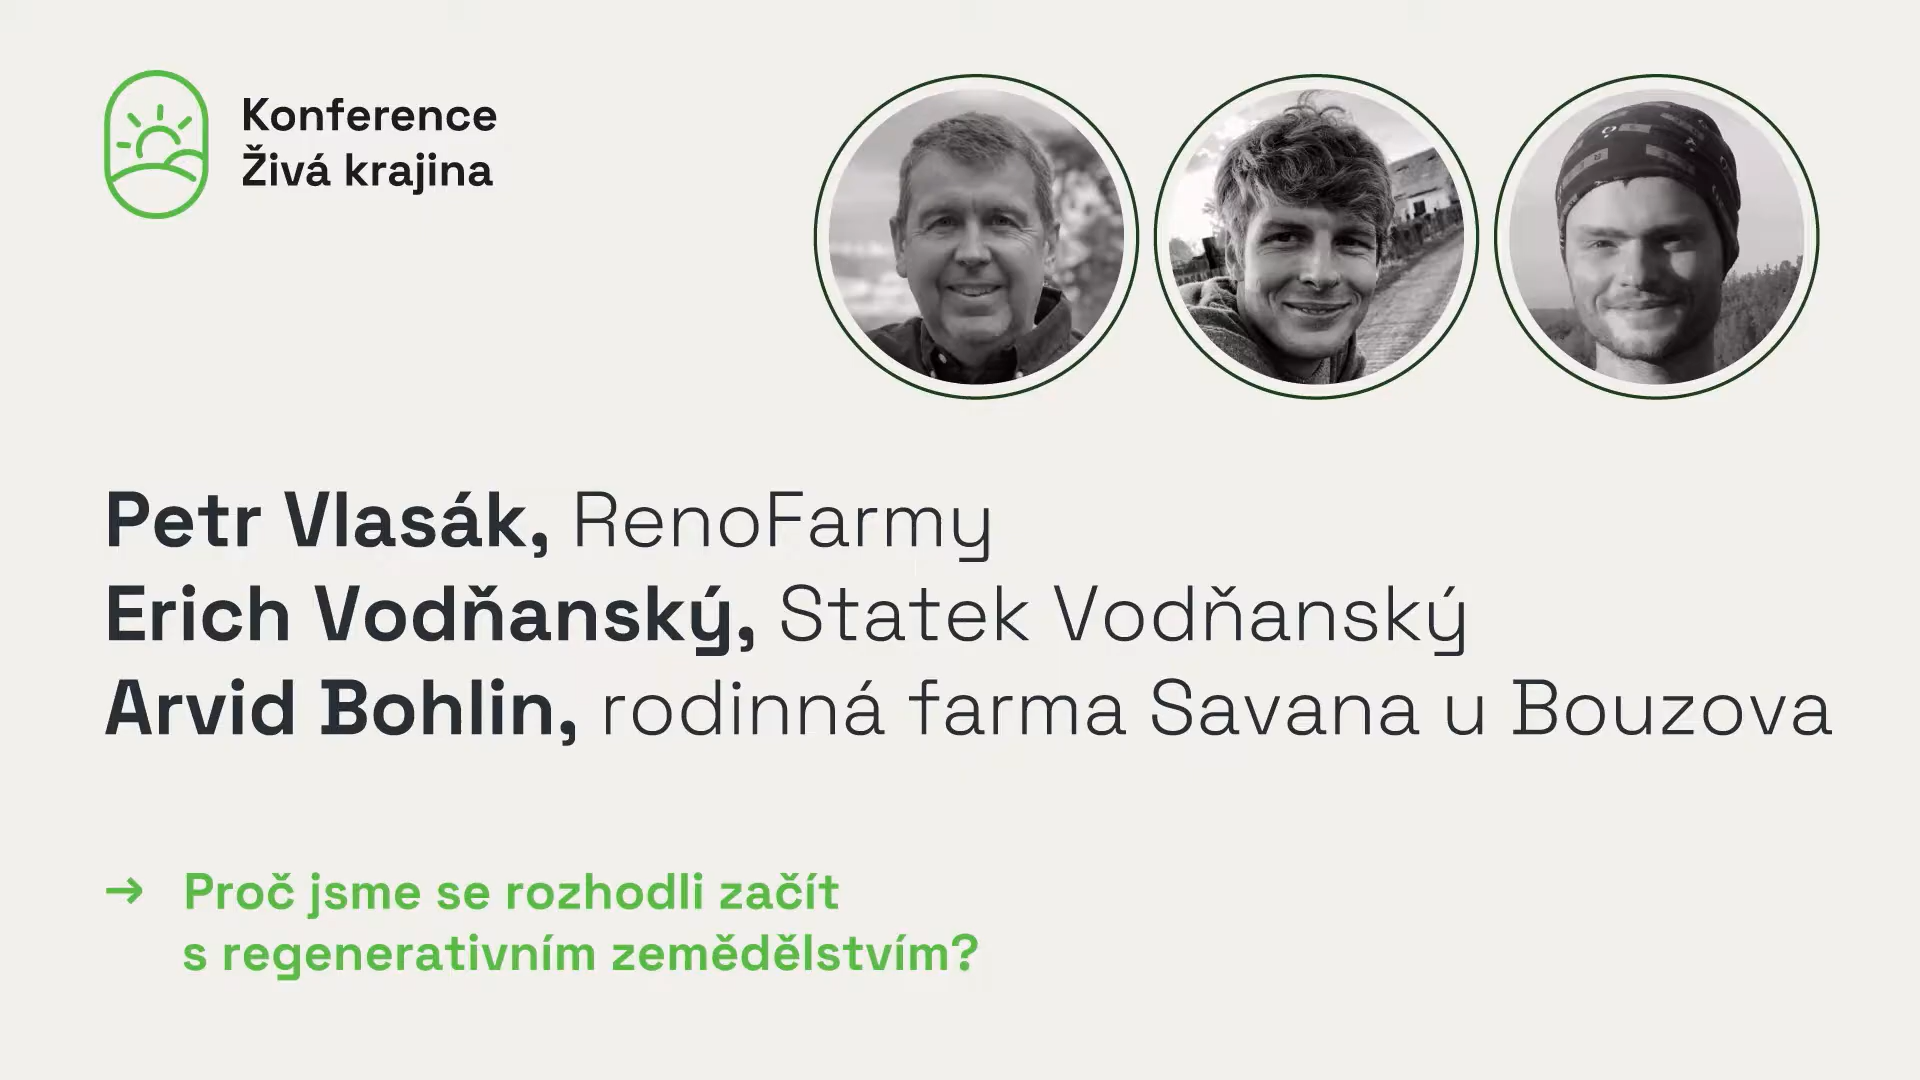 Konference
Živá krajina
Petr Vlasák, RenoFarmy
Erich Vodňanský, Statek Vodňanský
Arvid Bohlin, rodinná farma Savana u Bouzova
→ Proč jsme se rozhodli začít
s regenerativním zemědělstvím?